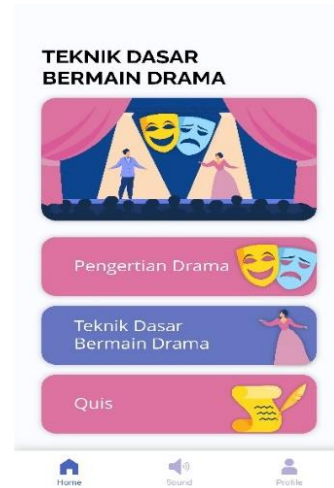 TEKNIK DASAR
BERMAIN DRAMA
Pengertian Drama
Teknik Dasar
Bermain Drama
Quis
Home
Sound
Profile